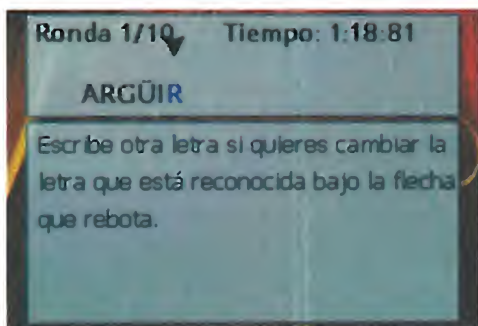 Ronda 1/10 Tiempo: 1:18:81
ARGÜIR
Escribe otra letra si quieres cambiar la
letra que está reconocida bajo la flecha
que rebota.